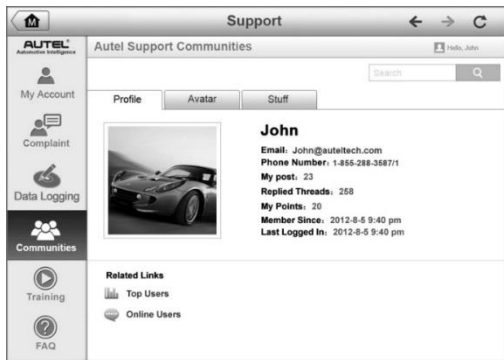 M
Support
AUTEL
Automotive Intelligence
Autel Support Communities
Hello, John
Search
My Account
Profile
Avatar
Stuff
Complaint
Data Logging
Communities
Training
FAQ
John
Email: John@auteltech.com
Phone Number: 1-855-288-3587/1
My post: 23
Replied Threads: 258
My Points: 20
Member Since: 2012-8-5 9:40 pm
Last Logged In: 2012-8-5 9:40 pm
Related Links
Top Users
Online Users